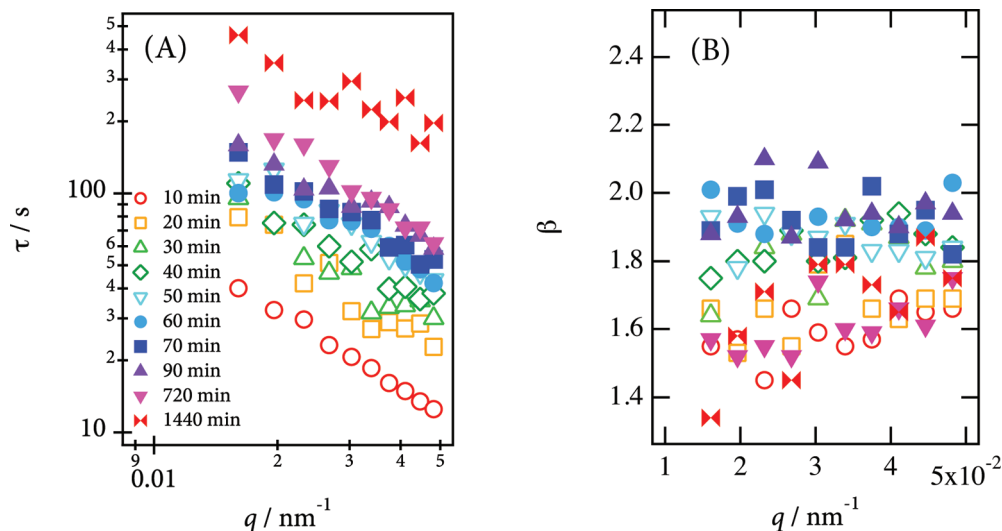 (A)
τ / s
5
4
3
2
100
6
5
4
3
2
10
10 min
20 min
30 min
40 min
50 min
60 min
70 min
90 min
720 min
1440 min
9
0.01
2
3
4
5
q / nm⁻¹
(B)
β
2.4
2.2
2.0
1.8
1.6
1.4
1
2
3
4
5x10⁻²
q / nm⁻¹